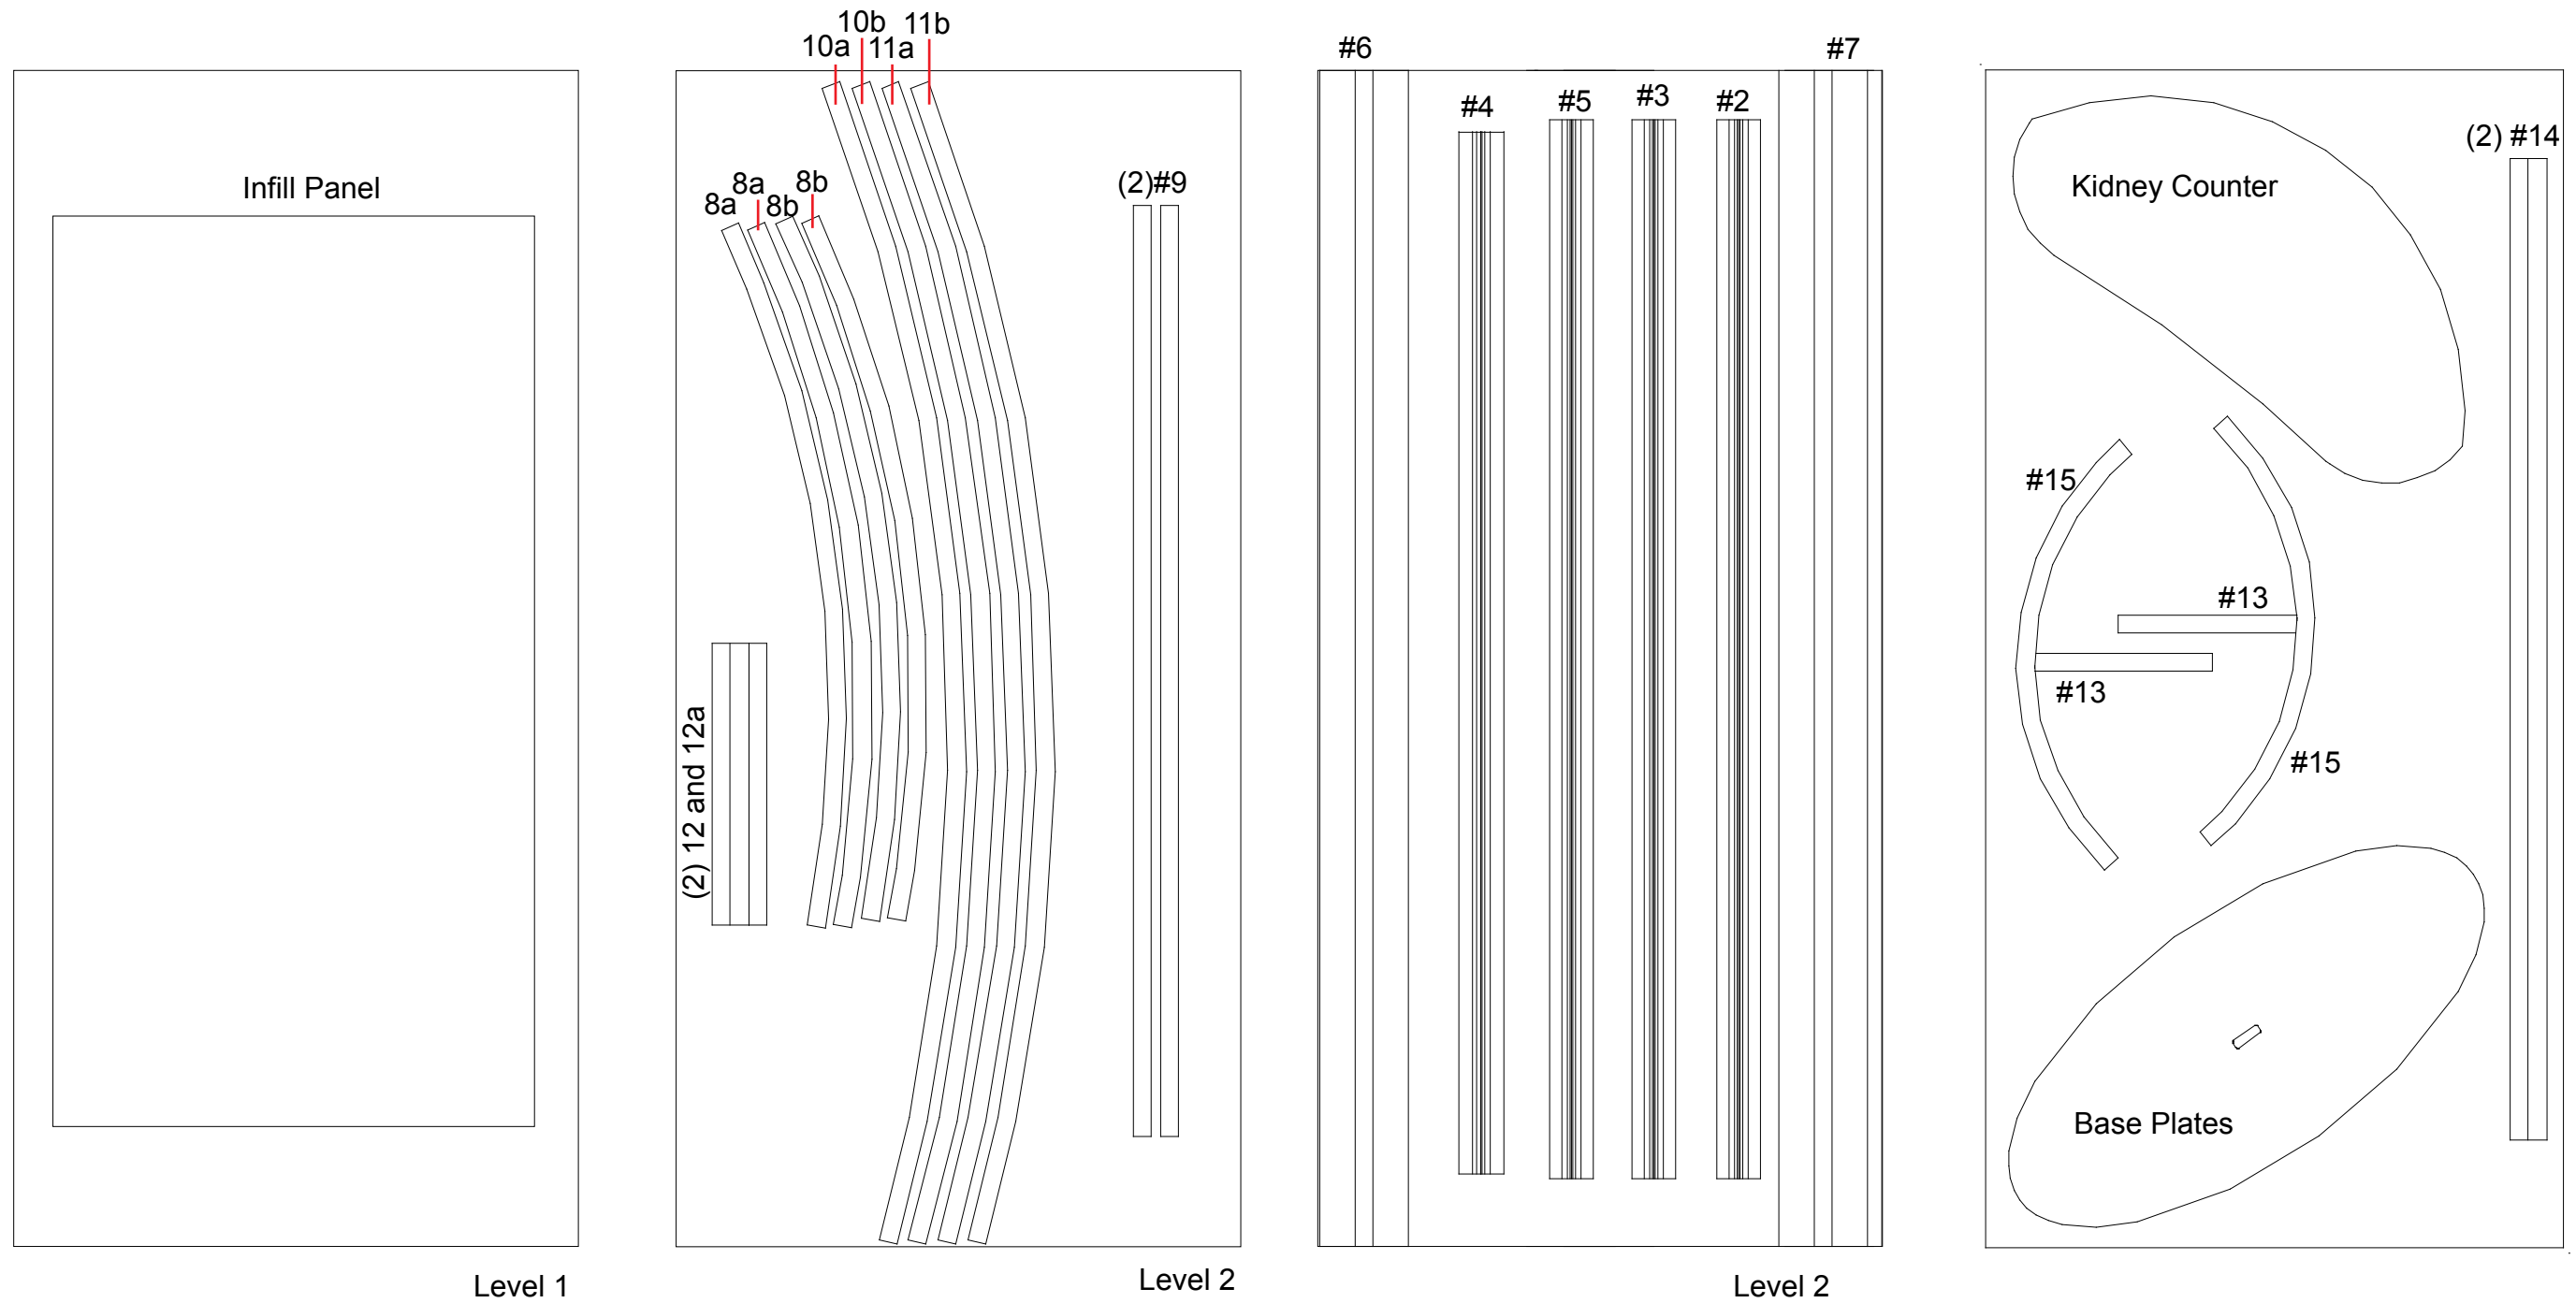 Infill Panel
Level 1
10b
11b
10a
11a
8a
8b
8a
8b
(2)#9
(2) 12 and 12a
Level 2
#6
#7
#4
#5
#3
#2
Level 2
(2) #14
Kidney Counter
#15
#13
#13
#15
Base Plates